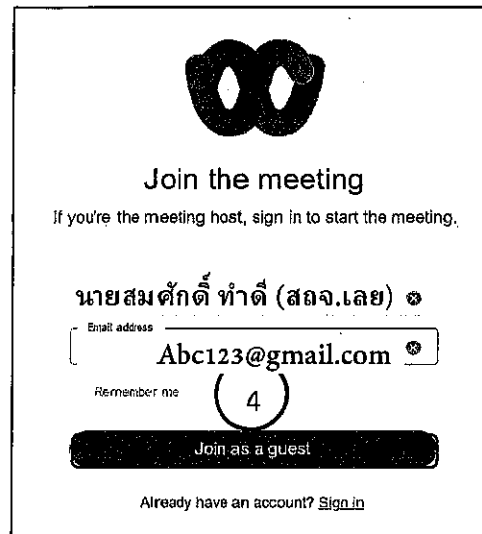 Join the meeting
If you're the meeting host, sign in to start the meeting.
นายสมศักดิ์ ทำดี (สถจ.เลย)
Email address
Abc123@gmail.com
Remember me
4
Join as a guest
Already have an account? Sign in